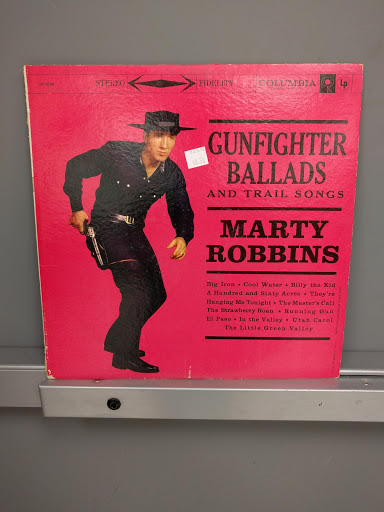 STEREO FIDELITY COLUMBIA Lp
GUNFIGHTER
BALLADS
AND TRAIL SONGS
MARTY
ROBBINS
Big Iron • Cool Water • Billy the Kid
A Hundred and Sixty Acres • They're
Hanging Me Tonight • The Master's Call
The Strawberry Roan • Running Gun
El Paso • In the Valley • Utah Carol
The Little Green Valley